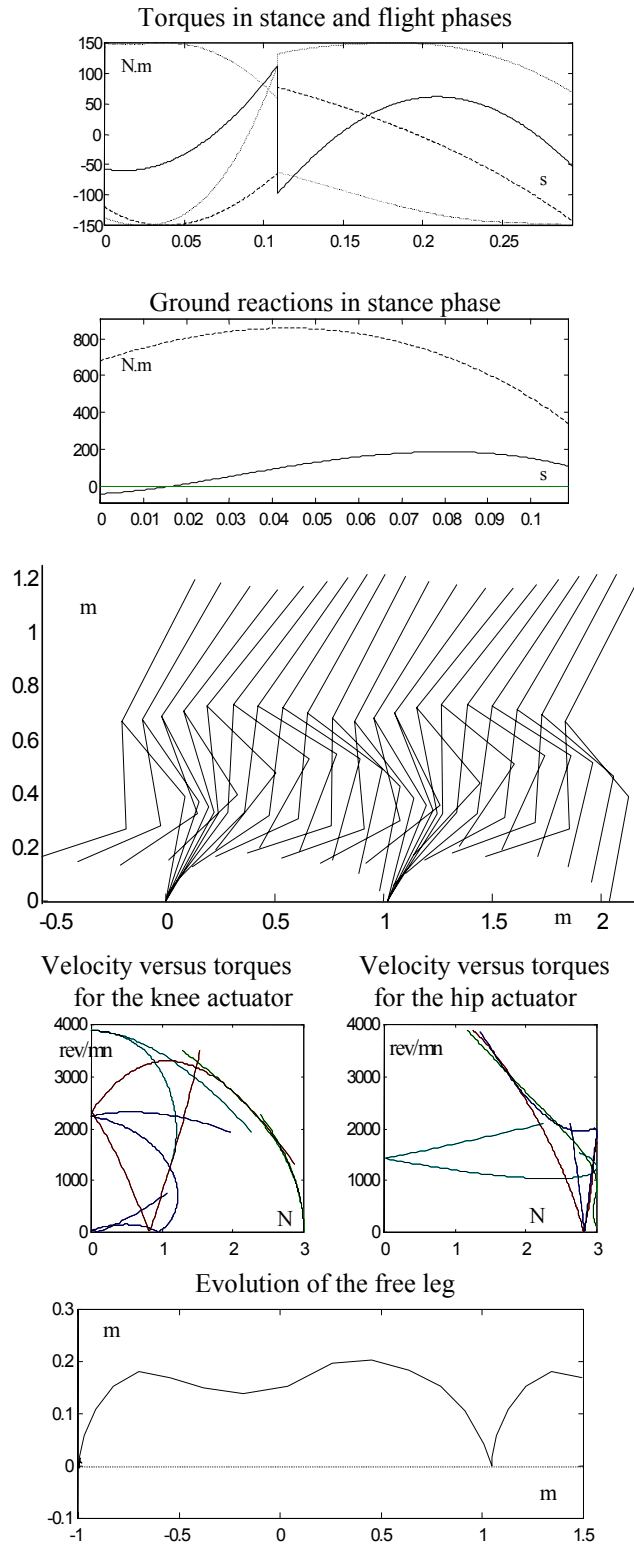 Torques in stance and flight phases
150
N.m
100
50
0
-50
s
-100
-150
0 0.05 0.1 0.15 0.2 0.25
Ground reactions in stance phase
800
N.m
600
400
200
s
0
0 0.01 0.02 0.03 0.04 0.05 0.06 0.07 0.08 0.09 0.1
1.2
m
1
0.8
0.6
0.4
0.2
0
-0.5 0 0.5 1 1.5 m 2
Velocity versus torques
for the knee actuator
4000
rev/mn
3000
2000
1000
N
0
0 1 2 3
Velocity versus torques
for the hip actuator
4000
rev/mn
3000
2000
1000
N
0
0 1 2 3
Evolution of the free leg
0.3
m
0.2
0.1
0
m
-0.1
-1 -0.5 0 0.5 1 1.5